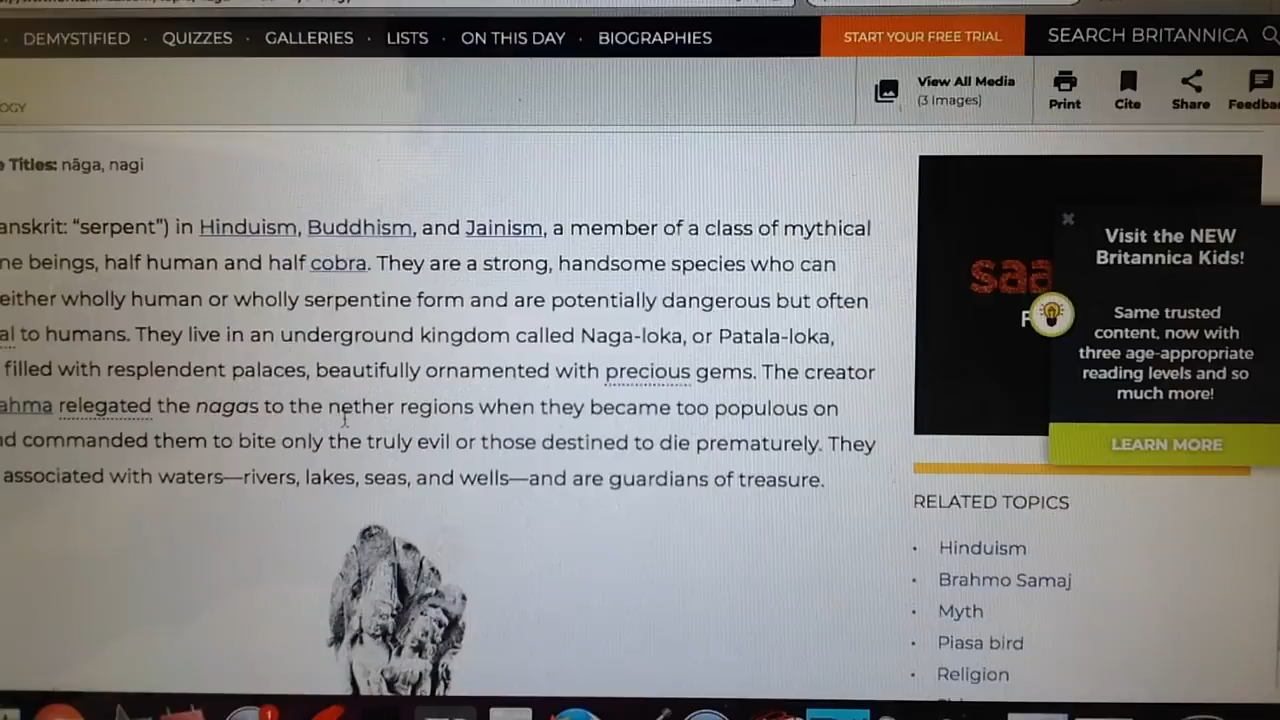 DEMYSTIFIED · QUIZZES · GALLERIES · LISTS · ON THIS DAY · BIOGRAPHIES
START YOUR FREE TRIAL
SEARCH BRITANNICA
OGY
View All Media
(3 Images)
Print
Cite
Share
Feedba
Titles: nāga, nagi
anskrit: “serpent”) in Hinduism, Buddhism, and Jainism, a member of a class of mythical
ne beings, half human and half cobra. They are a strong, handsome species who can
either wholly human or wholly serpentine form and are potentially dangerous but often
al to humans. They live in an underground kingdom called Naga-loka, or Patala-loka,
filled with resplendent palaces, beautifully ornamented with precious gems. The creator
ahma relegated the nagas to the nether regions when they became too populous on
nd commanded them to bite only the truly evil or those destined to die prematurely. They
associated with waters—rivers, lakes, seas, and wells—and are guardians of treasure.
saa
Visit the NEW
Britannica Kids!
Same trusted
content, now with
three age-appropriate
reading levels and so
much more!
LEARN MORE
RELATED TOPICS
· Hinduism
· Brahmo Samaj
· Myth
· Piasa bird
· Religion